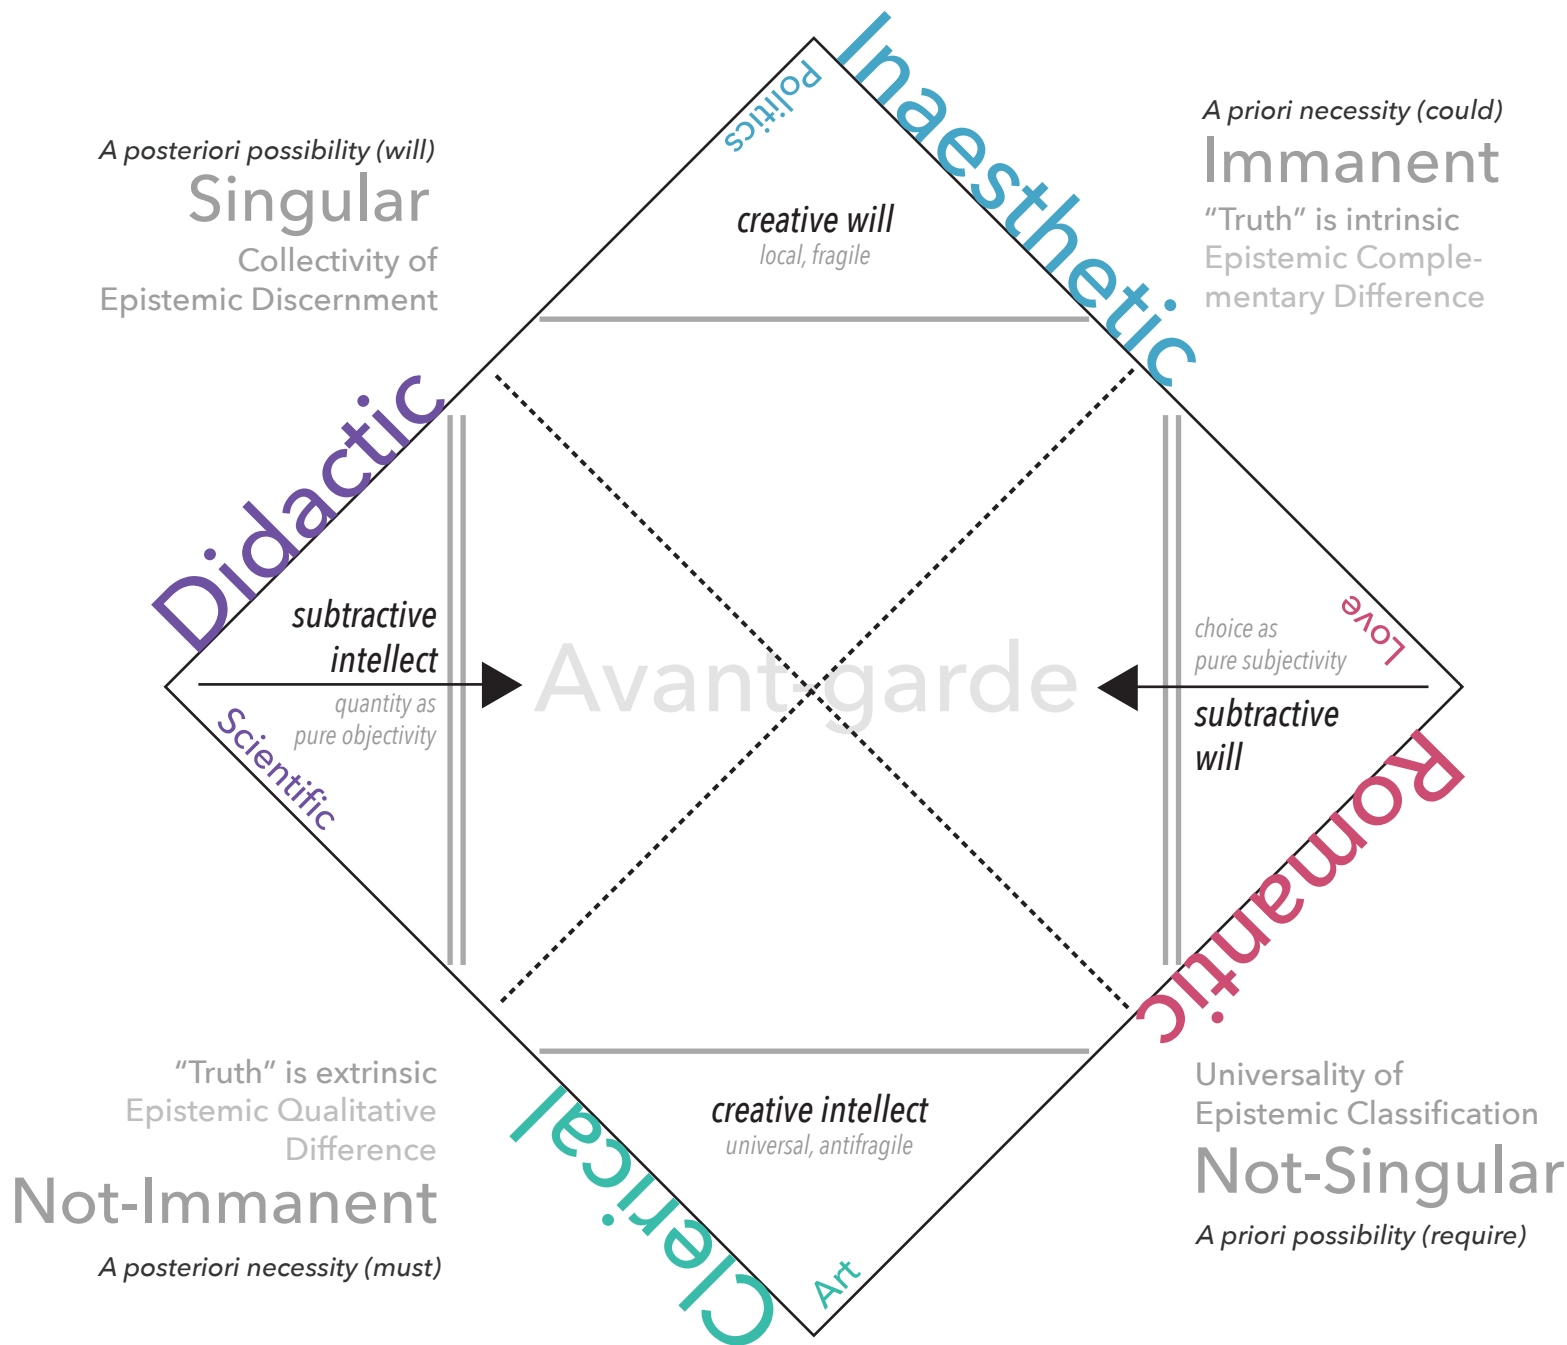 Inaesthetic
Politics
A posteriori possibility (will)
Singular
Collectivity of
Epistemic Discernment
A priori necessity (could)
Immanent
“Truth” is intrinsic
Epistemic Comple-
mentary Difference
creative will
local, fragile
Didactic
subtractive
intellect
quantity as
pure objectivity
Scientific
Avant-garde
choice as
pure subjectivity
subtractive
will
Love
Romantic
“Truth” is extrinsic
Epistemic Qualitative
Difference
Not-Immanent
A posteriori necessity (must)
Clerical
creative intellect
universal, antifragile
Art
Universality of
Epistemic Classification
Not-Singular
A priori possibility (require)